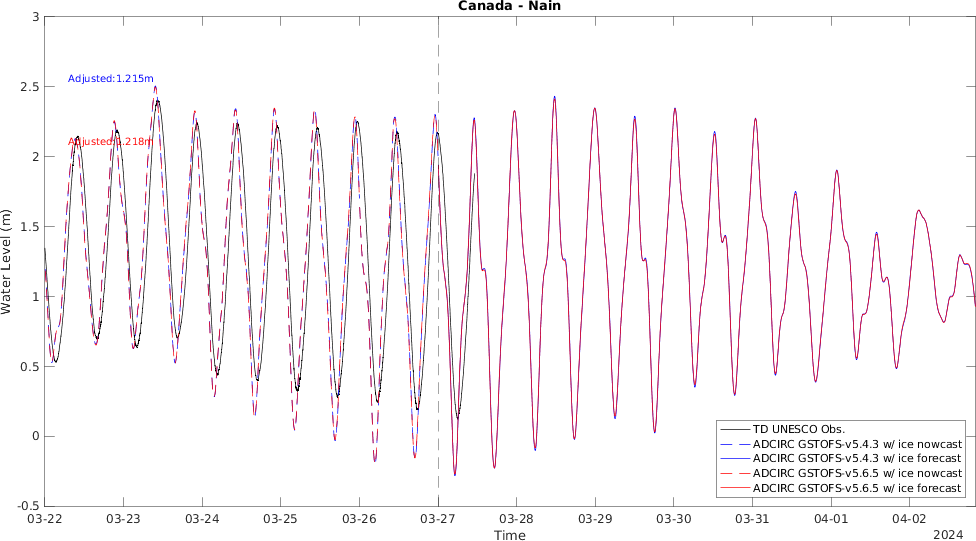 Canada - Nain
3
2.5
2
1.5
1
0.5
0
-0.5
Water Level (m)
Adjusted:1.215m
Adjusted:1.218m
TD UNESCO Obs.
ADCIRC GSTOFS-v5.4.3 w/ ice nowcast
ADCIRC GSTOFS-v5.4.3 w/ ice forecast
ADCIRC GSTOFS-v5.6.5 w/ ice nowcast
ADCIRC GSTOFS-v5.6.5 w/ ice forecast
03-22 03-23 03-24 03-25 03-26 03-27 03-28 03-29 03-30 03-31 04-01 04-02
Time
2024